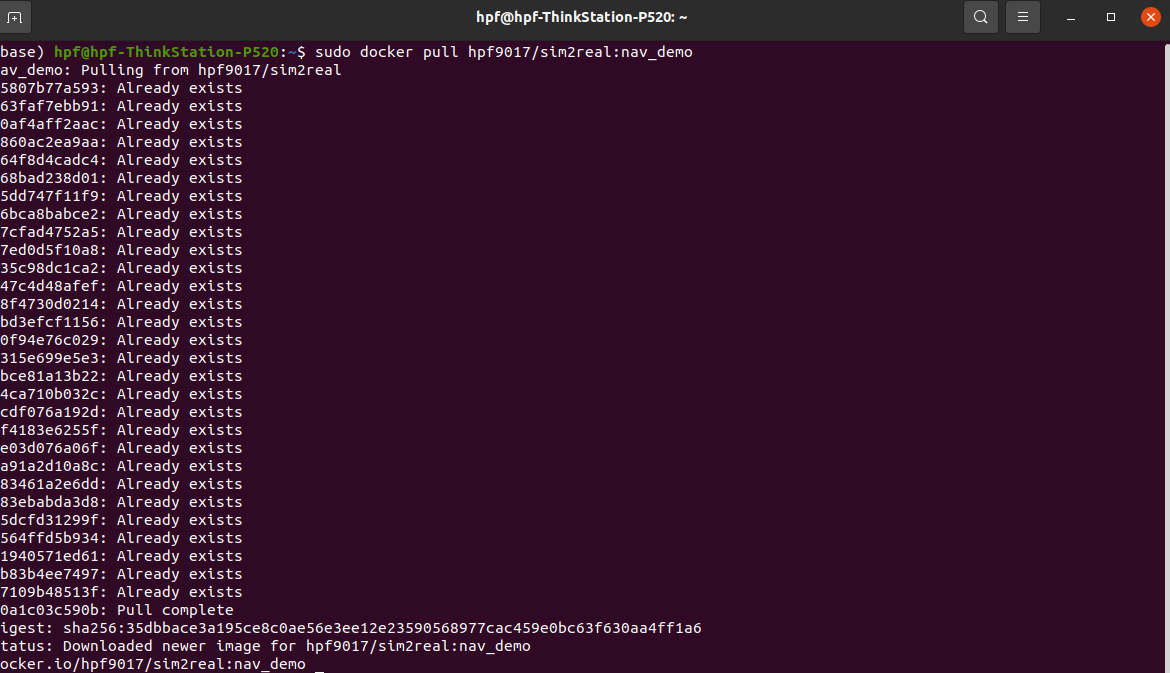 hpf@hpf-ThinkStation-P520: ~
base) hpf@hpf-ThinkStation-P520:~$ sudo docker pull hpf9017/sim2real:nav_demo
av_demo: Pulling from hpf9017/sim2real
5807b77a593: Already exists
63faf7ebb91: Already exists
0af4aff2aac: Already exists
860ac2ea9aa: Already exists
64f8d4cadc4: Already exists
68bad238d01: Already exists
5dd747f11f9: Already exists
6bca8babce2: Already exists
7cfad4752a5: Already exists
7ed0d5f10a8: Already exists
35c98dc1ca2: Already exists
47c4d48afef: Already exists
8f4730d0214: Already exists
bd3efcf1156: Already exists
0f94e76c029: Already exists
315e699e5e3: Already exists
bce81a13b22: Already exists
4ca710b032c: Already exists
cdf076a192d: Already exists
f4183e6255f: Already exists
e03d076a06f: Already exists
a91a2d10a8c: Already exists
83461a2e6dd: Already exists
83ebabda3d8: Already exists
5dcfd31299f: Already exists
564ffd5b934: Already exists
1940571ed61: Already exists
b83b4ee7497: Already exists
7109b48513f: Already exists
0a1c03c590b: Pull complete
igest: sha256:35dbbace3a195ce8c0ae56e3ee12e23590568977cac459e0bc63f630aa4ff1a6
tatus: Downloaded newer image for hpf9017/sim2real:nav_demo
ocker.io/hpf9017/sim2real:nav_demo